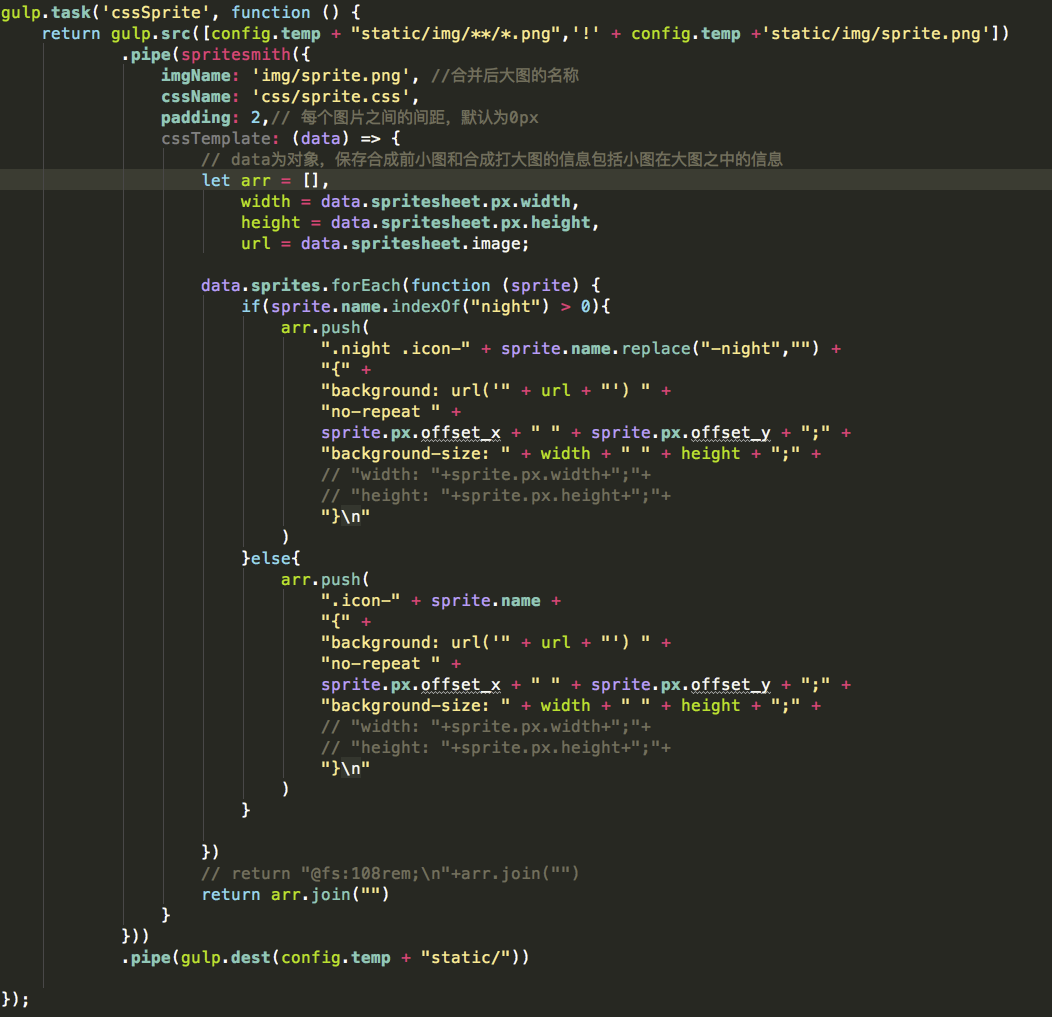 gulp.task('cssSprite', function () {
    return gulp.src([config.temp + "static/img/**/*.png",'!' + config.temp +'static/img/sprite.png'])
            .pipe(spritesmith({
                imgName: 'img/sprite.png', //合并后大图的名称
                cssName: 'css/sprite.css',
                padding: 2,// 每个图片之间的间距，默认为0px
                cssTemplate: (data) => {
                    // data为对象，保存合成前小图和合成打大图的信息包括小图在大图之中的信息
                    let arr = [],
                        width = data.spritesheet.px.width,
                        height = data.spritesheet.px.height,
                        url = data.spritesheet.image;
                    data.sprites.forEach(function (sprite) {
                        if(sprite.name.indexOf("night") > 0){
                            arr.push(
                                ".night .icon-" + sprite.name.replace("-night","") +
                                "{" +
                                "background: url('" + url + "') " +
                                "no-repeat " +
                                sprite.px.offset_x + " " + sprite.px.offset_y + ";" +
                                "background-size: " + width + " " + height + ";" +
                                // "width: "+sprite.px.width+";"+
                                // "height: "+sprite.px.height+";"+
                                "}\n"
                            )
                        }else{
                            arr.push(
                                ".icon-" + sprite.name +
                                "{" +
                                "background: url('" + url + "') " +
                                "no-repeat " +
                                sprite.px.offset_x + " " + sprite.px.offset_y + ";" +
                                "background-size: " + width + " " + height + ";" +
                                // "width: "+sprite.px.width+";"+
                                // "height: "+sprite.px.height+";"+
                                "}\n"
                            )
                        }
                    })
                    // return "@fs:108rem;\n"+arr.join("")
                    return arr.join("")
                }
            }))
            .pipe(gulp.dest(config.temp + "static/"))
});